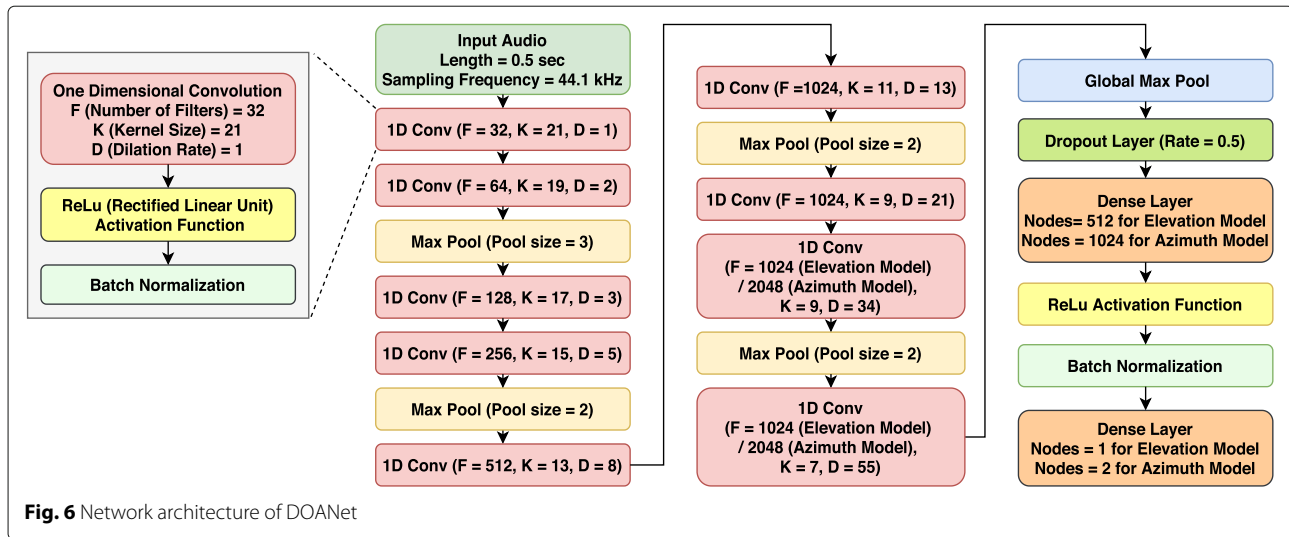 One Dimensional Convolution
F (Number of Filters) = 32
K (Kernel Size) = 21
D (Dilation Rate) = 1
ReLu (Rectified Linear Unit)
Activation Function
Batch Normalization
Input Audio
Length = 0.5 sec
Sampling Frequency = 44.1 kHz
1D Conv (F = 32, K = 21, D = 1)
1D Conv (F = 64, K = 19, D = 2)
Max Pool (Pool size = 3)
1D Conv (F = 128, K = 17, D = 3)
1D Conv (F = 256, K = 15, D = 5)
Max Pool (Pool size = 2)
1D Conv (F = 512, K = 13, D = 8)
1D Conv (F =1024, K = 11, D = 13)
Max Pool (Pool size = 2)
1D Conv (F = 1024, K = 9, D = 21)
1D Conv
(F = 1024 (Elevation Model)
/ 2048 (Azimuth Model),
K = 9, D = 34)
Max Pool (Pool size = 2)
1D Conv
(F = 1024 (Elevation Model)
/ 2048 (Azimuth Model),
K = 7, D = 55)
Global Max Pool
Dropout Layer (Rate = 0.5)
Dense Layer
Nodes= 512 for Elevation Model
Nodes = 1024 for Azimuth Model
ReLu Activation Function
Batch Normalization
Dense Layer
Nodes = 1 for Elevation Model
Nodes = 2 for Azimuth Model
Fig. 6 Network architecture of DOANet